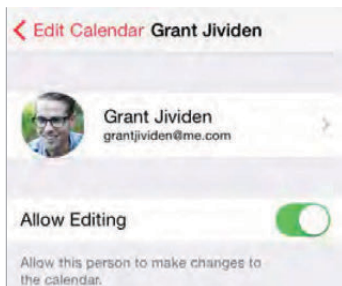 Edit Calendar Grant Jividen
Grant Jividen
grantjividen@me.com
Allow Editing
Allow this person to make changes to
the calendar.